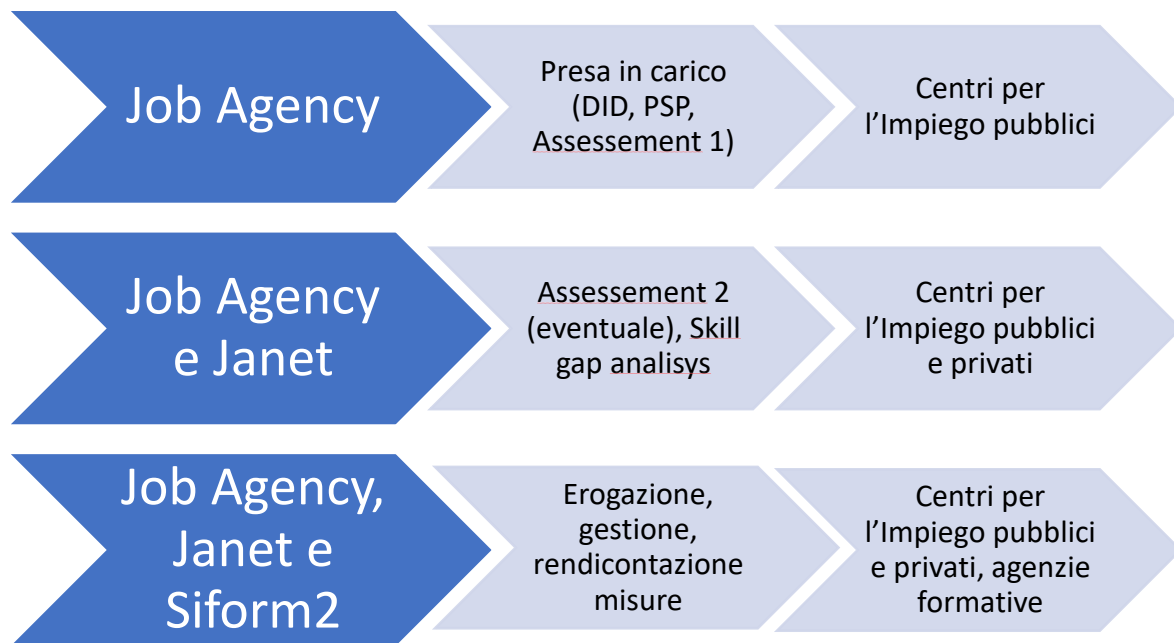 Job Agency
Presa in carico
(DID, PSP,
Assessement 1)
Centri per
l’Impiego pubblici
Job Agency
e Janet
Assessement 2
(eventuale), Skill
gap analisys
Centri per
l’Impiego pubblici
e privati
Job Agency,
Janet e
Siform2
Erogazione,
gestione,
rendicontazione
misure
Centri per
l’Impiego pubblici
e privati, agenzie
formative